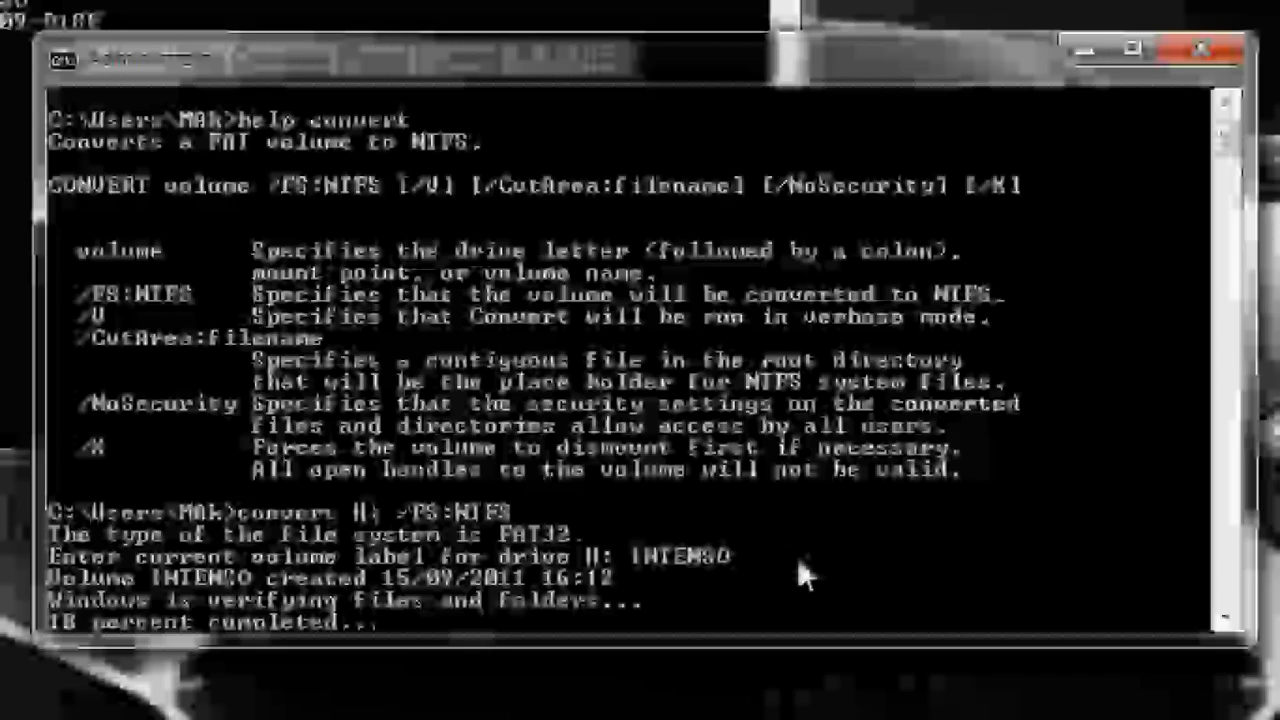 C:\Users\MAK>help convert
Converts a FAT volume to NTFS.
CONVERT volume /FS:NTFS [/V] [/CvtArea:filename] [/NoSecurity] [/X]
volume Specifies the drive letter (followed by a colon),
mount point, or volume name.
/FS:NTFS Specifies that the volume will be converted to NTFS.
/V Specifies that Convert will be run in verbose mode.
/CvtArea:filename
Specifies a contiguous file in the root directory
that will be the place holder for NTFS system files.
/NoSecurity Specifies that the security settings on the converted
files and directories allow access by all users.
/X Forces the volume to dismount first if necessary.
All open handles to the volume will not be valid.
C:\Users\MAK>convert H: /FS:NTFS
The type of the file system is FAT32.
Enter current volume label for drive H: INTENSO
Volume INTENSO created 15/09/2011 16:12
Windows is verifying files and folders...
18 percent completed...